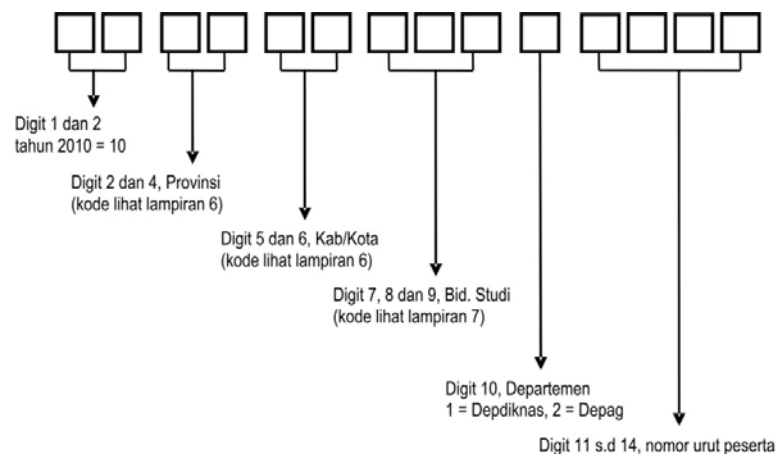 Digit 1 dan 2
tahun 2010 = 10
Digit 2 dan 4, Provinsi
(kode lihat lampiran 6)
Digit 5 dan 6, Kab/Kota
(kode lihat lampiran 6)
Digit 7, 8 dan 9, Bid. Studi
(kode lihat lampiran 7)
Digit 10, Departemen
1 = Depdiknas, 2 = Depag
Digit 11 s.d 14, nomor urut peserta